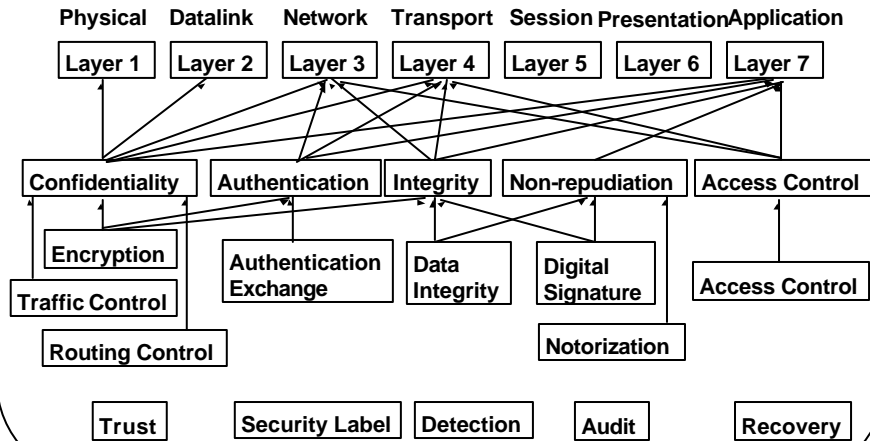 Physical Datalink Network Transport Session Presentation Application
Layer 1 Layer 2 Layer 3 Layer 4 Layer 5 Layer 6 Layer 7
Confidentiality Authentication Integrity Non-repudiation Access Control
Encryption
Authentication
Exchange
Data
Integrity
Digital
Signature
Access Control
Traffic Control
Routing Control
Notorization
Trust Security Label Detection Audit Recovery